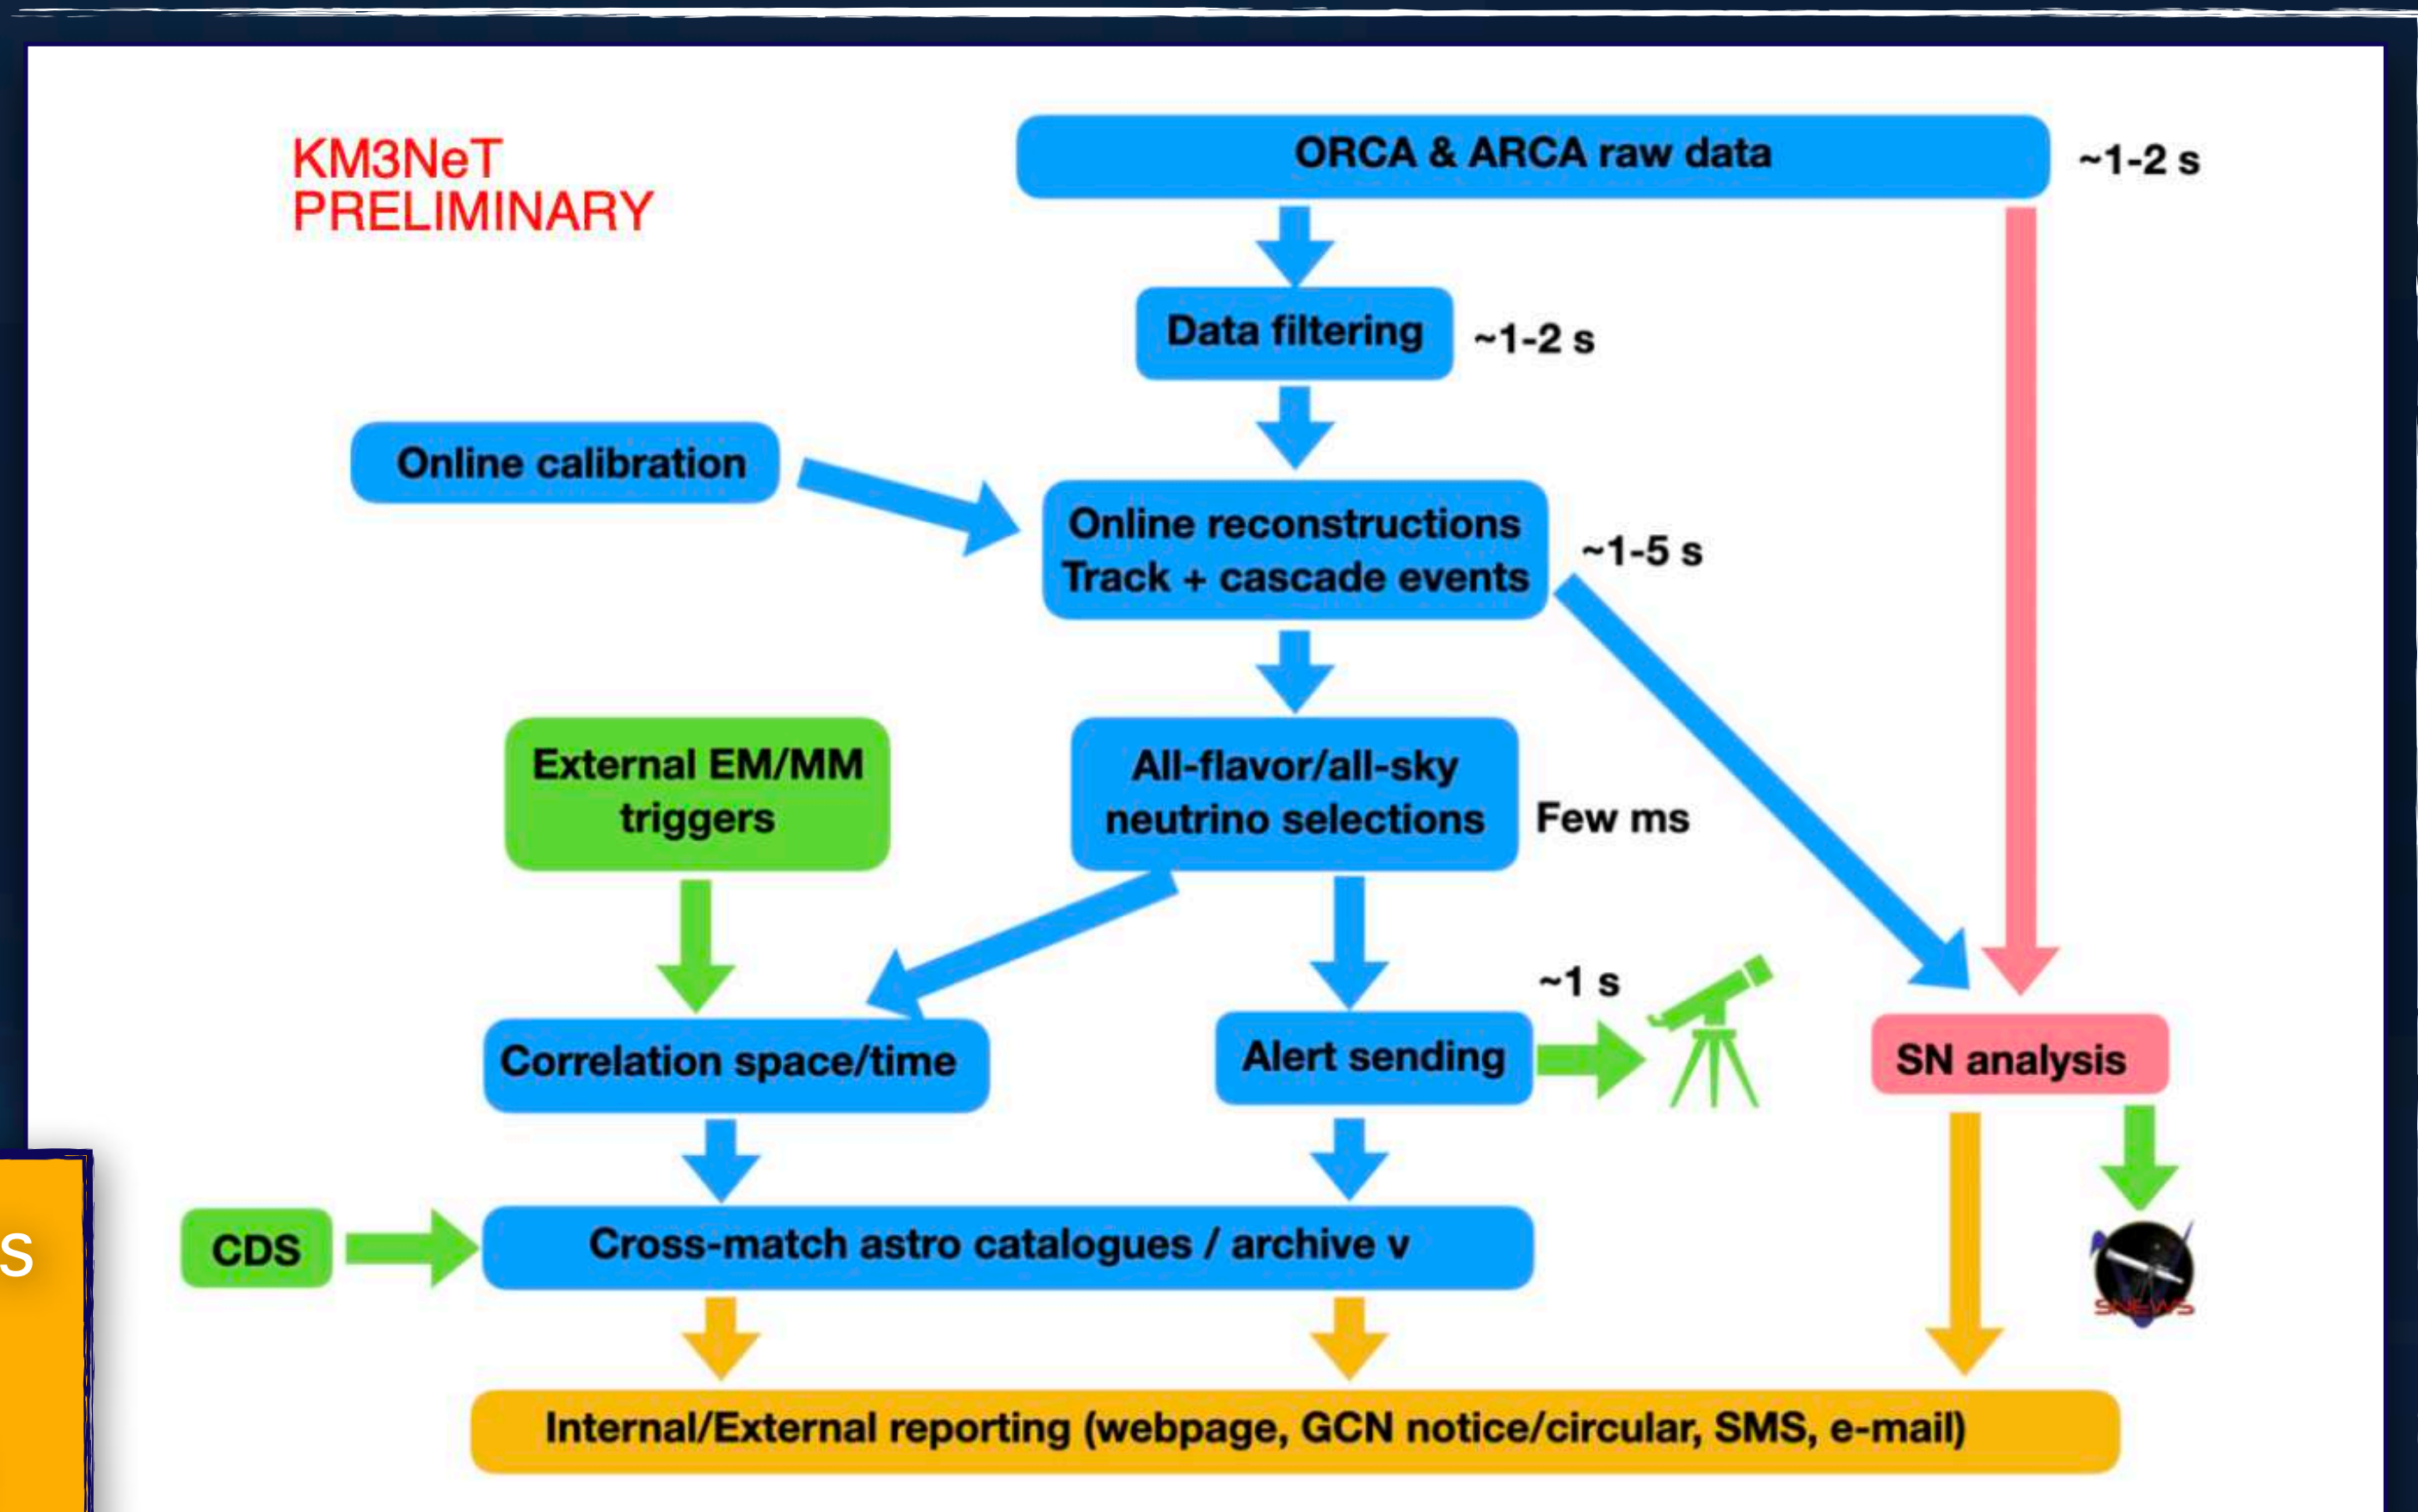 KM3NeT
PRELIMINARY
ORCA & ARCA raw data
~1-2 s
Data filtering
~1-2 s
Online calibration
Online reconstructions
Track + cascade events
~1-5 s
External EM/MM
triggers
All-flavor/all-sky
neutrino selections
Few ms
~1 s
Correlation space/time
Alert sending
SN analysis
s
CDS
Cross-match astro catalogues / archive ν
SNEWS
Internal/External reporting (webpage, GCN notice/circular, SMS, e-mail)